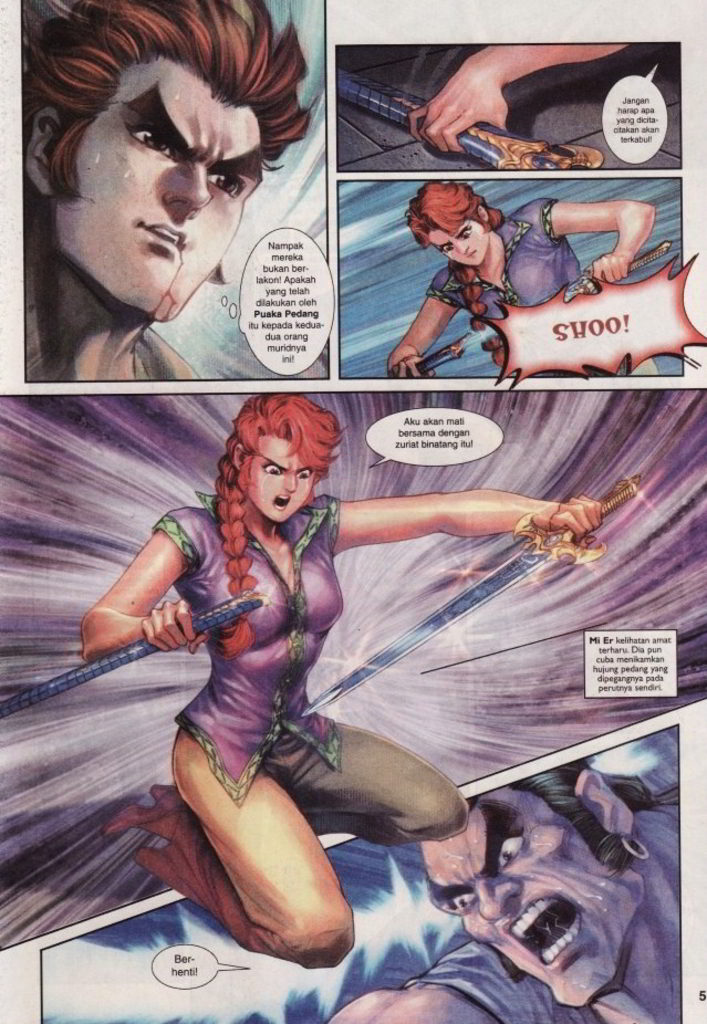 Nampak
mereka
bukan ber-
lakon! Apakah
yang telah
dilakukan oleh
Puaka Pedang
itu kepada kedua-
dua orang
muridnya
ini!
Jangan
harap apa
yang dicita-
citakan akan
terkabul!
SHOO!
Aku akan mati
bersama dengan
zuriat binatang itu!
Mi Er kelihatan amat
terharu. Dia pun
cuba menikamkan
hujung pedang yang
dipegangnya pada
perutnya sendiri.
Ber-
henti!
5